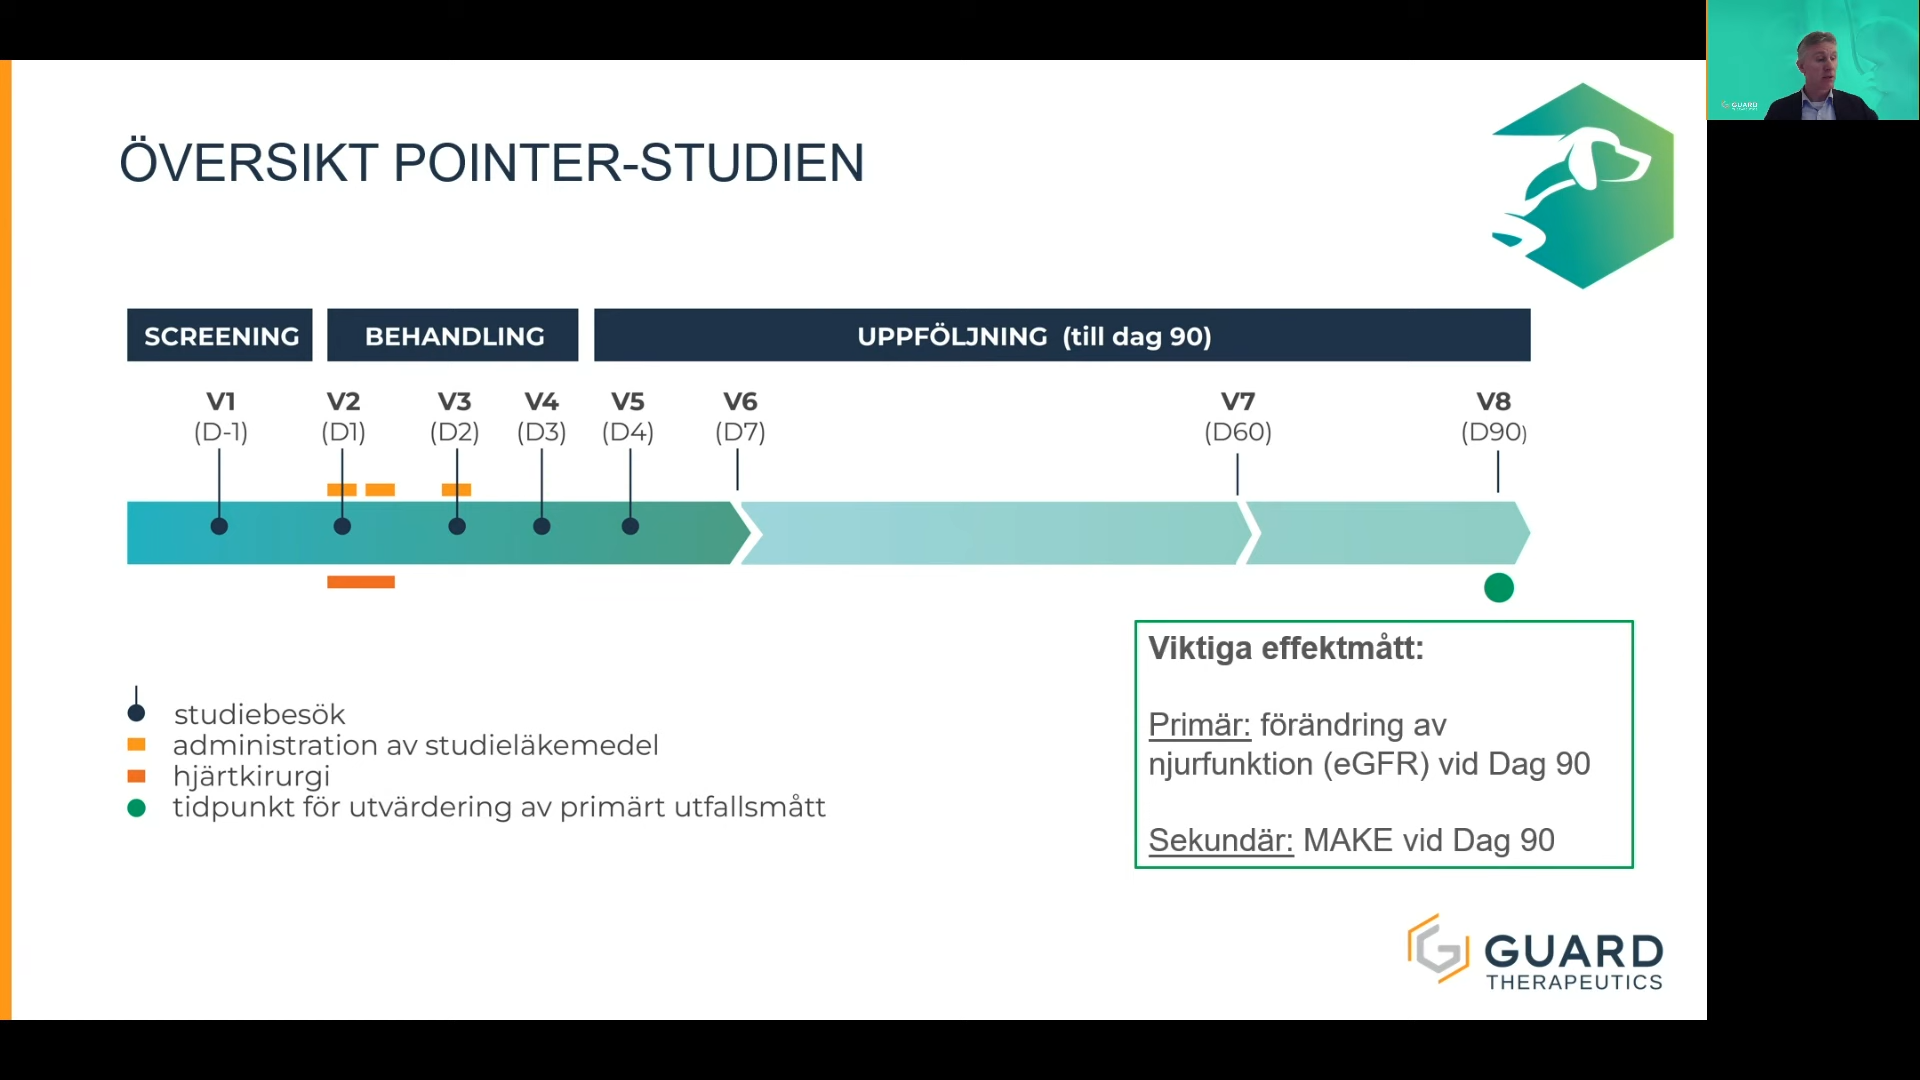 GUARD
ÖVERSIKT POINTER-STUDIEN
SCREENING
BEHANDLING
UPPFÖLJNING (till dag 90)
V1
(D-1)
V2
(D1)
V3
(D2)
V4
(D3)
V5
(D4)
V6
(D7)
V7
(D60)
V8
(D90)
studiebesök
administration av studieläkemedel
hjärtkirurgi
tidpunkt för utvärdering av primärt utfallsmått
Viktiga effektmått:
Primär: förändring av
njurfunktion (eGFR) vid Dag 90
Sekundär: MAKE vid Dag 90
GUARD
THERAPEUTICS